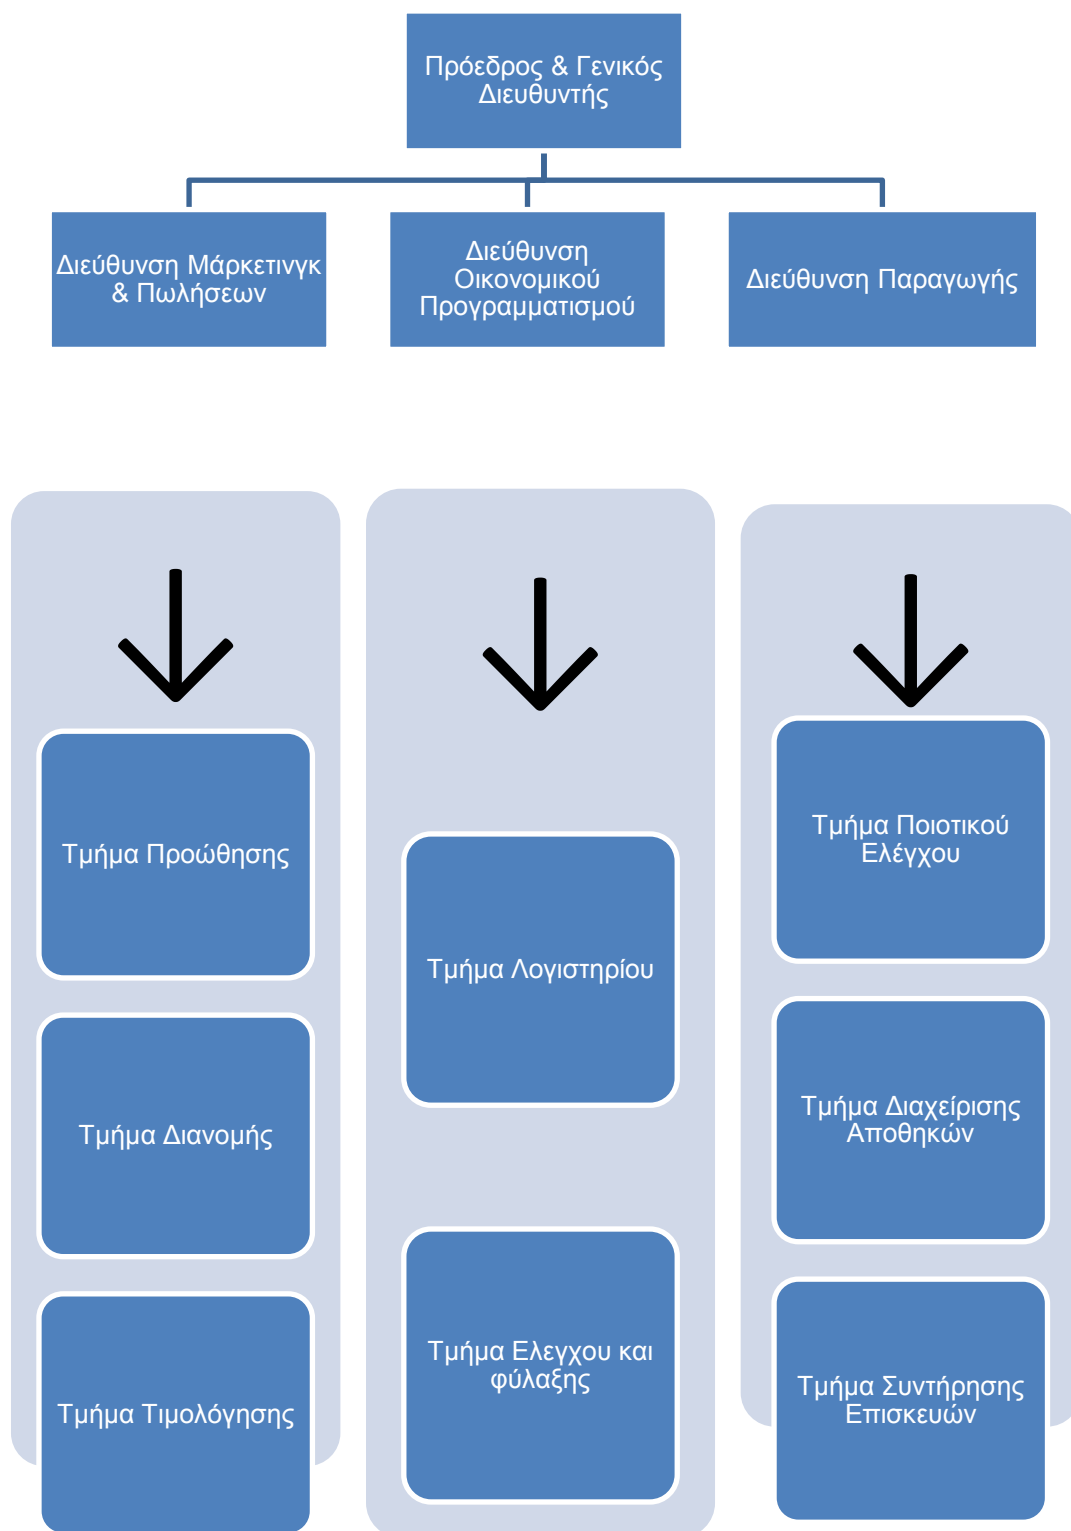 Πρόεδρος & Γενικός
Διευθυντής
Διεύθυνση Μάρκετινγκ
& Πωλήσεων
Διεύθυνση
Οικονομικού
Προγραμματισμού
Διεύθυνση Παραγωγής
Τμήμα Προώθησης
Τμήμα Διανομής
Τμήμα Τιμολόγησης
Τμήμα Λογιστηρίου
Τμήμα Ελεγχου και
φύλαξης
Τμήμα Ποιοτικού
Ελέγχου
Τμήμα Διαχείρισης
Αποθηκών
Τμήμα Συντήρησης
Επισκευών